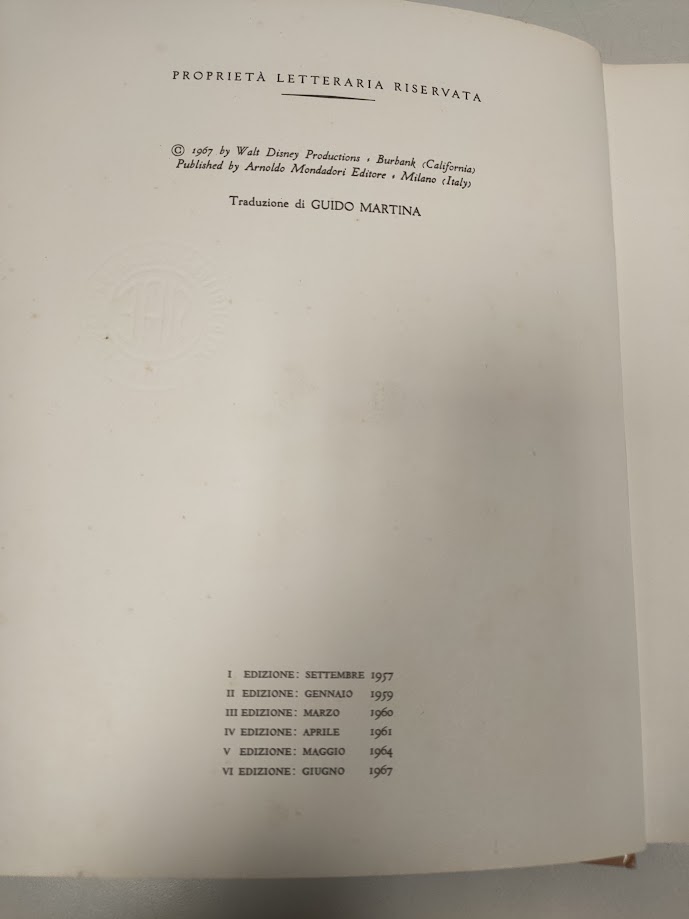 PROPRIETÀ LETTERARIA RISERVATA
© 1967 by Walt Disney Productions • Burbank (California)
Published by Arnoldo Mondadori Editore • Milano (Italy)
Traduzione di GUIDO MARTINA
I EDIZIONE: SETTEMBRE 1957
II EDIZIONE: GENNAIO 1959
III EDIZIONE: MARZO 1960
IV EDIZIONE: APRILE 1961
V EDIZIONE: MAGGIO 1964
VI EDIZIONE: GIUGNO 1967